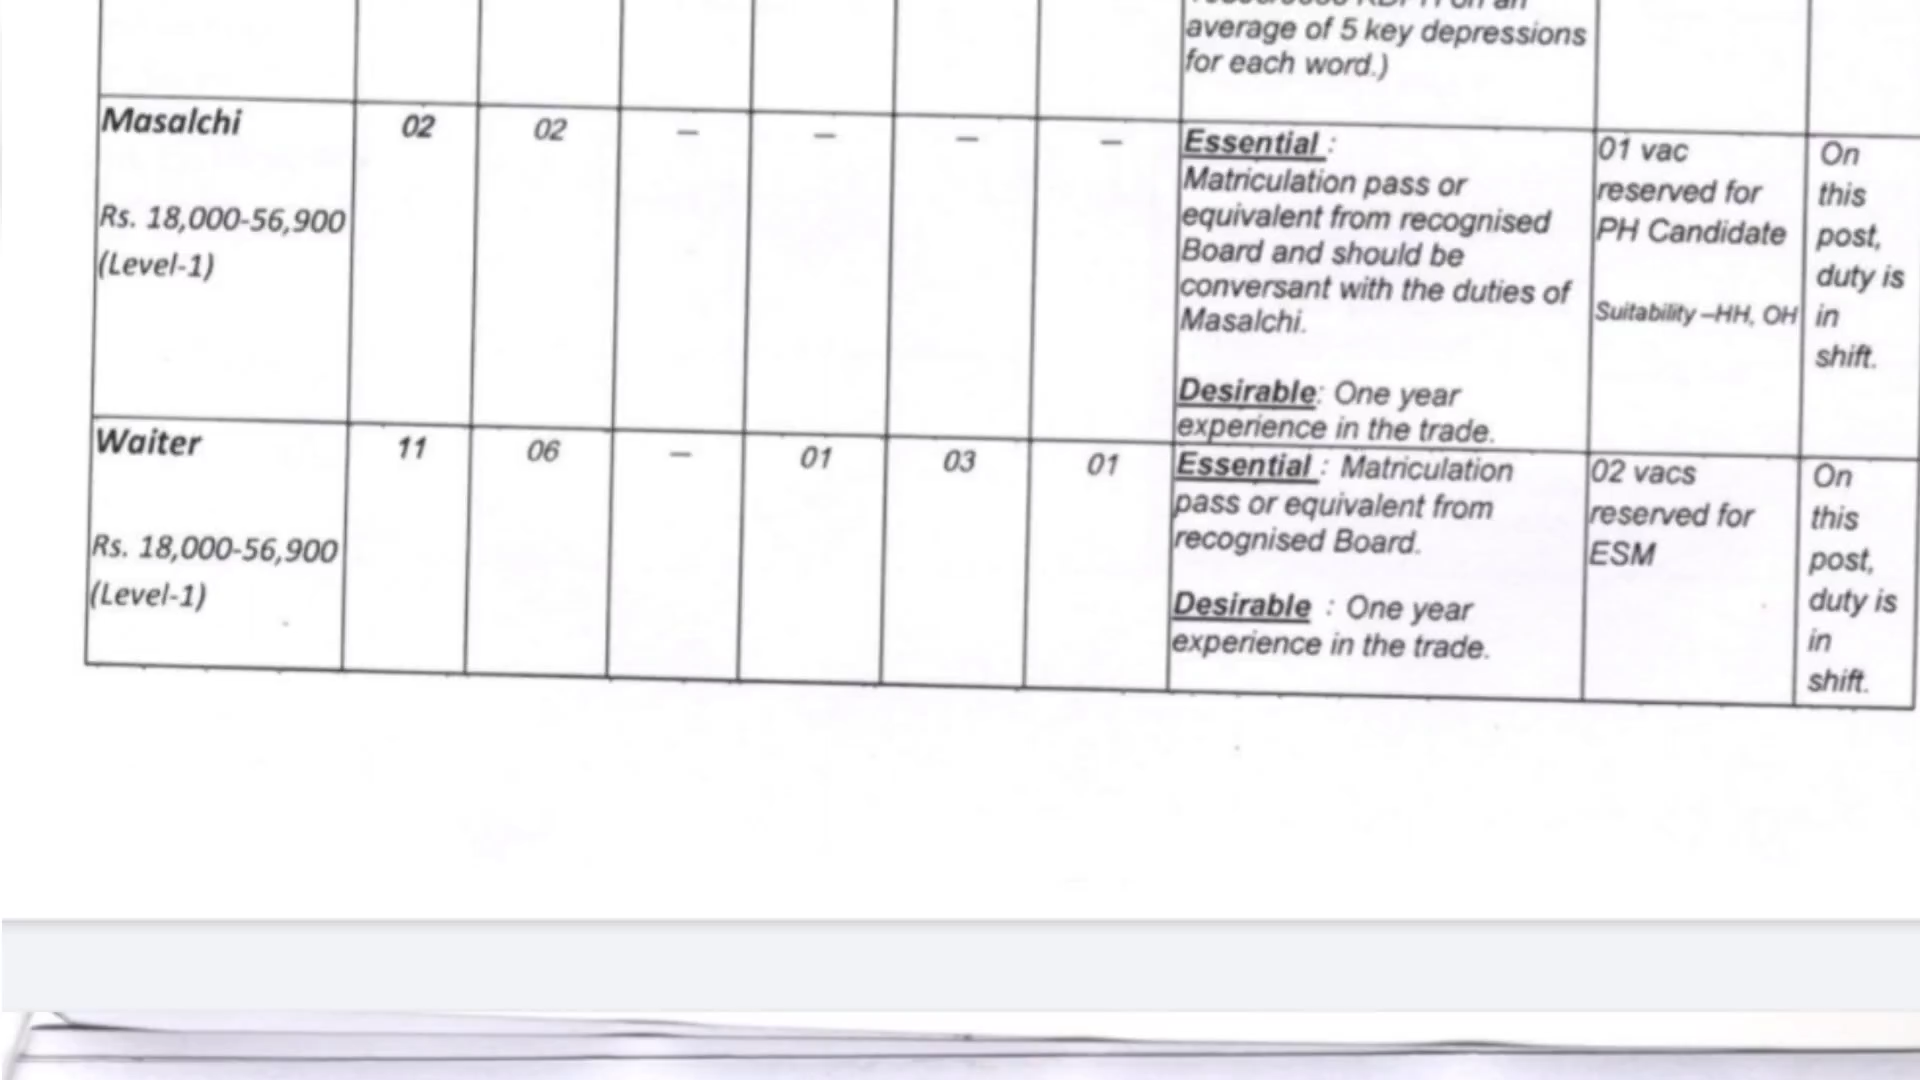 average of 5 key depressions
for each word.)
Masalchi 02 02 – – – –
Rs. 18,000-56,900
(Level-1)
Essential :
Matriculation pass or
equivalent from recognised
Board and should be
conversant with the duties of
Masalchi.
Desirable: One year
experience in the trade.
01 vac
reserved for
PH Candidate
Suitability –HH, OH
On
this
post,
duty is
in
shift.
Waiter 11 06 – 01 03 01
Rs. 18,000-56,900
(Level-1)
Essential : Matriculation
pass or equivalent from
recognised Board.
Desirable : One year
experience in the trade.
02 vacs
reserved for
ESM
On
this
post,
duty is
in
shift.